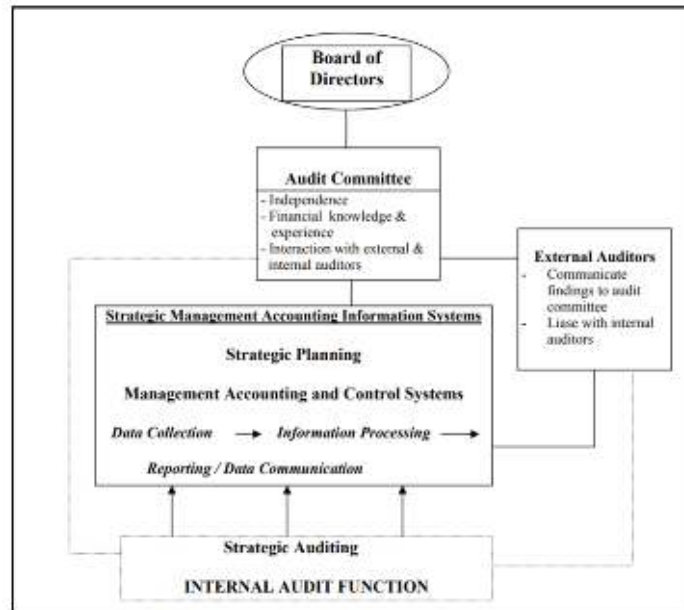 Board of
Directors
Audit Committee
- Independence
- Financial knowledge &
experience
- Interaction with external &
internal auditors
External Auditors
- Communicate
findings to audit
committee
- Liase with internal
auditors
Strategic Management Accounting Information Systems
Strategic Planning
Management Accounting and Control Systems
Data Collection → Information Processing →
Reporting / Data Communication
Strategic Auditing
INTERNAL AUDIT FUNCTION